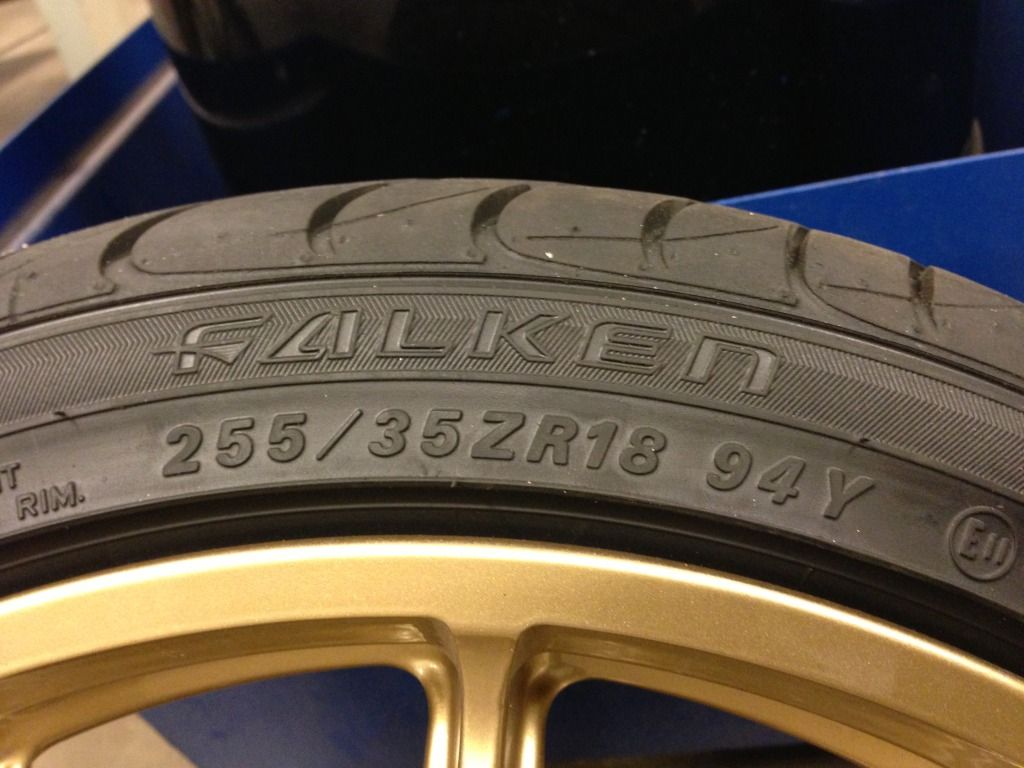 FALKEN
255/35ZR18 94Y
RIM.
E11